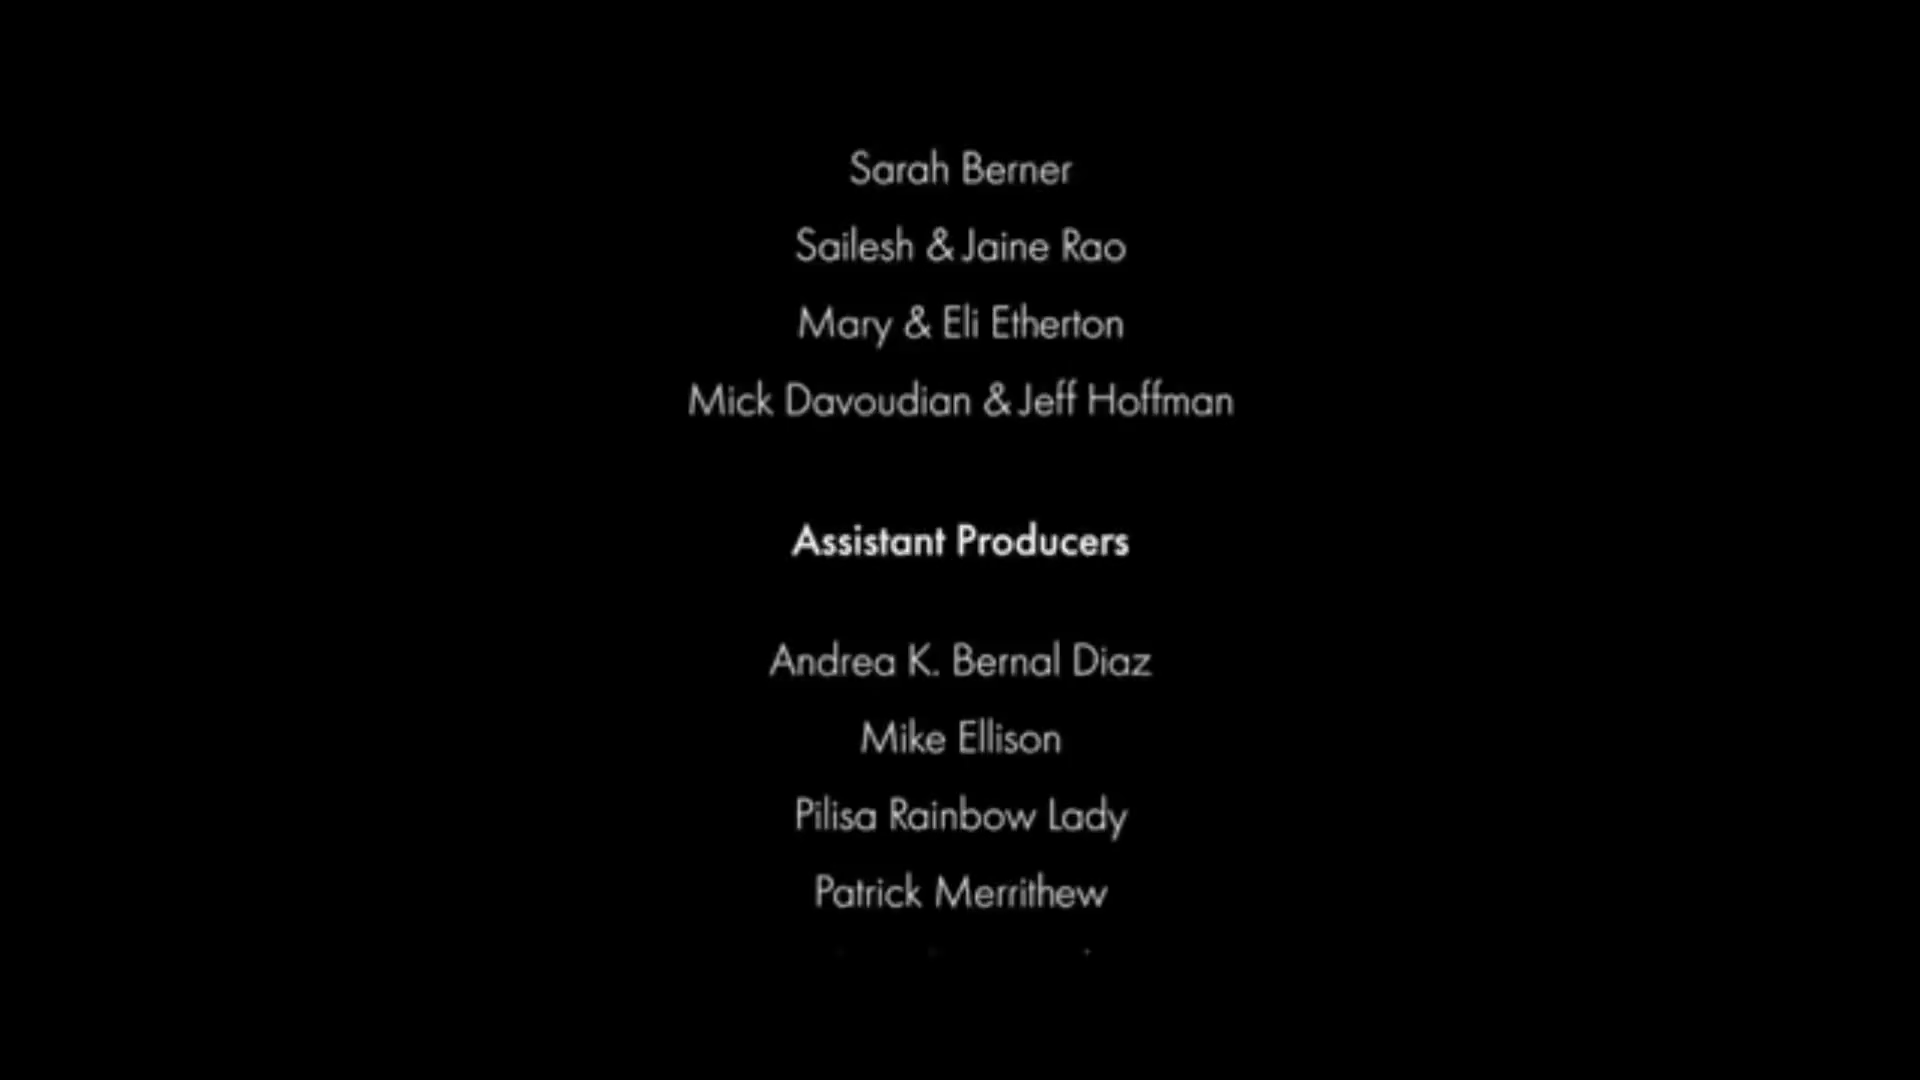 Sarah Berner
Sailesh & Jaine Rao
Mary & Eli Etherton
Mick Davoudian & Jeff Hoffman
Assistant Producers
Andrea K. Bernal Diaz
Mike Ellison
Pilisa Rainbow Lady
Patrick Merrithew